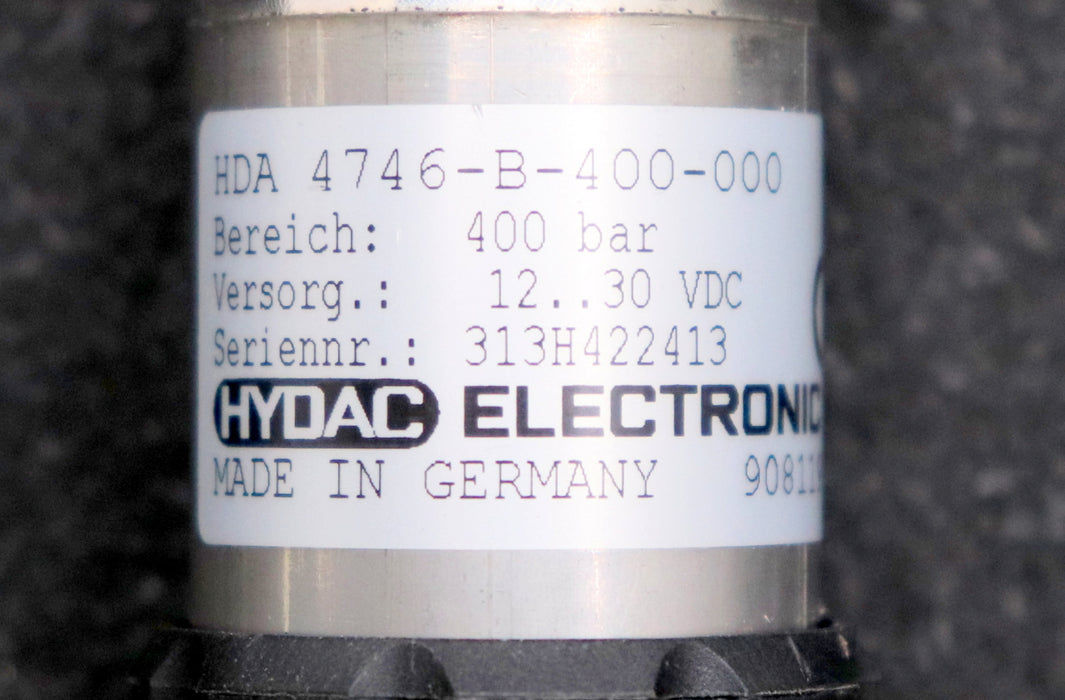 HDA 4746-B-400-000
Bereich: 400 bar
Versorg.: 12..30 VDC
Seriennr.: 313H422413
HYDAC ELECTRONIC
MADE IN GERMANY